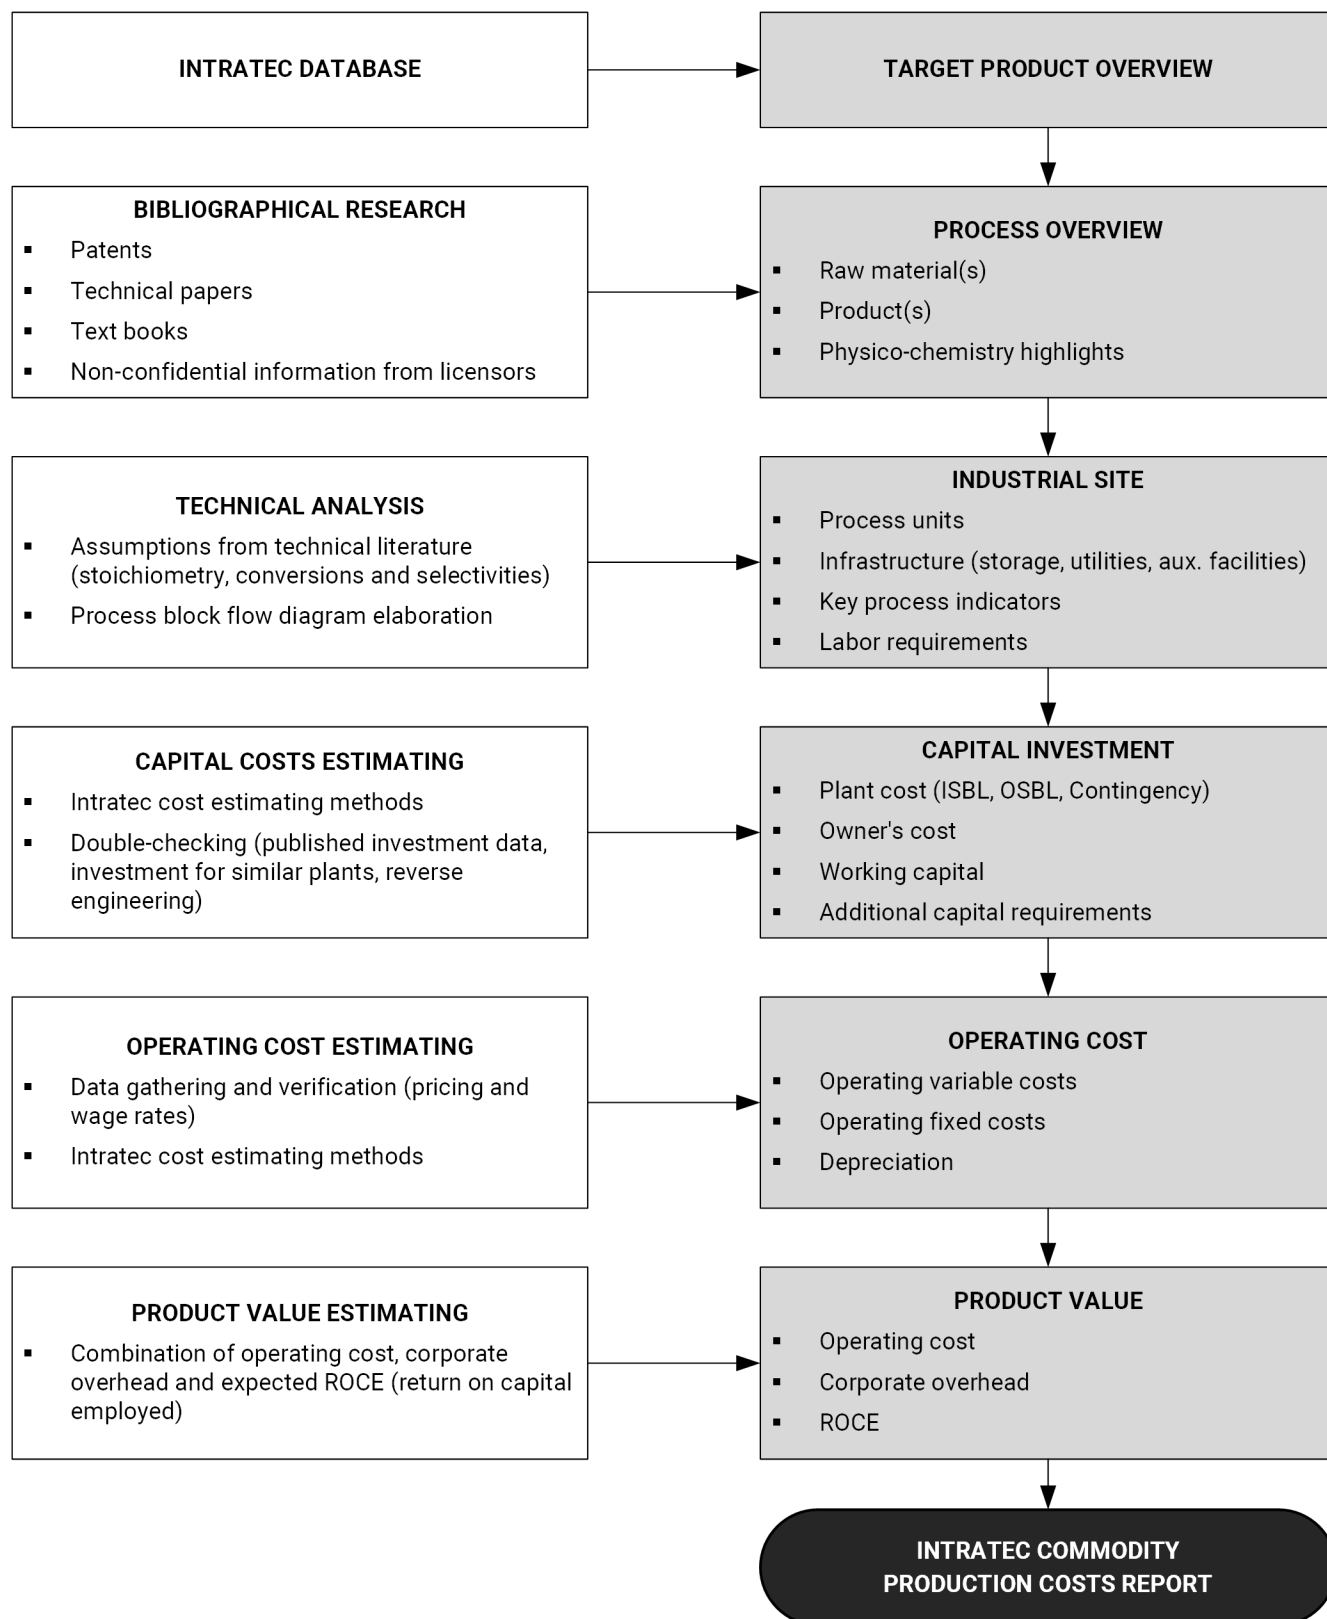 INTRATEC DATABASE
TARGET PRODUCT OVERVIEW
BIBLIOGRAPHICAL RESEARCH
▪ Patents
▪ Technical papers
▪ Text books
▪ Non-confidential information from licensors
PROCESS OVERVIEW
▪ Raw material(s)
▪ Product(s)
▪ Physico-chemistry highlights
TECHNICAL ANALYSIS
▪ Assumptions from technical literature
(stoichiometry, conversions and selectivities)
▪ Process block flow diagram elaboration
INDUSTRIAL SITE
▪ Process units
▪ Infrastructure (storage, utilities, aux. facilities)
▪ Key process indicators
▪ Labor requirements
CAPITAL COSTS ESTIMATING
▪ Intratec cost estimating methods
▪ Double-checking (published investment data,
investment for similar plants, reverse
engineering)
CAPITAL INVESTMENT
▪ Plant cost (ISBL, OSBL, Contingency)
▪ Owner's cost
▪ Working capital
▪ Additional capital requirements
OPERATING COST ESTIMATING
▪ Data gathering and verification (pricing and
wage rates)
▪ Intratec cost estimating methods
OPERATING COST
▪ Operating variable costs
▪ Operating fixed costs
▪ Depreciation
PRODUCT VALUE ESTIMATING
▪ Combination of operating cost, corporate
overhead and expected ROCE (return on capital
employed)
PRODUCT VALUE
▪ Operating cost
▪ Corporate overhead
▪ ROCE
INTRATEC COMMODITY
PRODUCTION COSTS REPORT